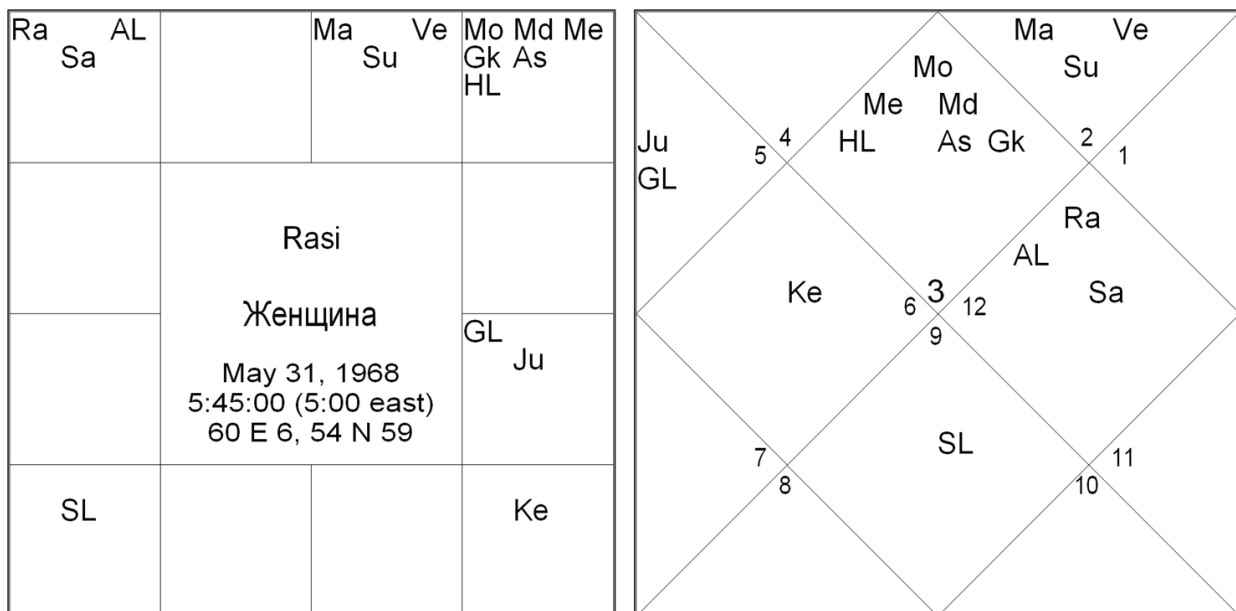 Ra AL
Sa
Ma Ve
Su
Mo Md Me
Gk As
HL
Rasi
Женщина
May 31, 1968
5:45:00 (5:00 east)
60 E 6, 54 N 59
GL
Ju
SL
Ke
Ma Ve
Su
Mo
Me Md
HL As Gk
Ju
GL
5 4
2 1
Ra
AL
Sa
Ke
6 3 12
9
SL
7 8
11 10